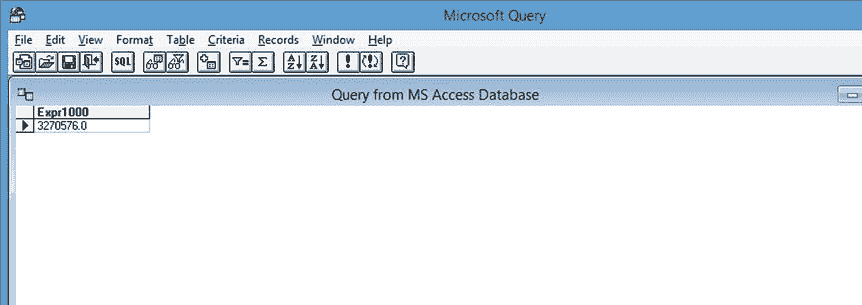 Microsoft Query
File Edit View Format Table Criteria Records Window Help
SQL
Query from MS Access Database
Expr1000
3270576.0